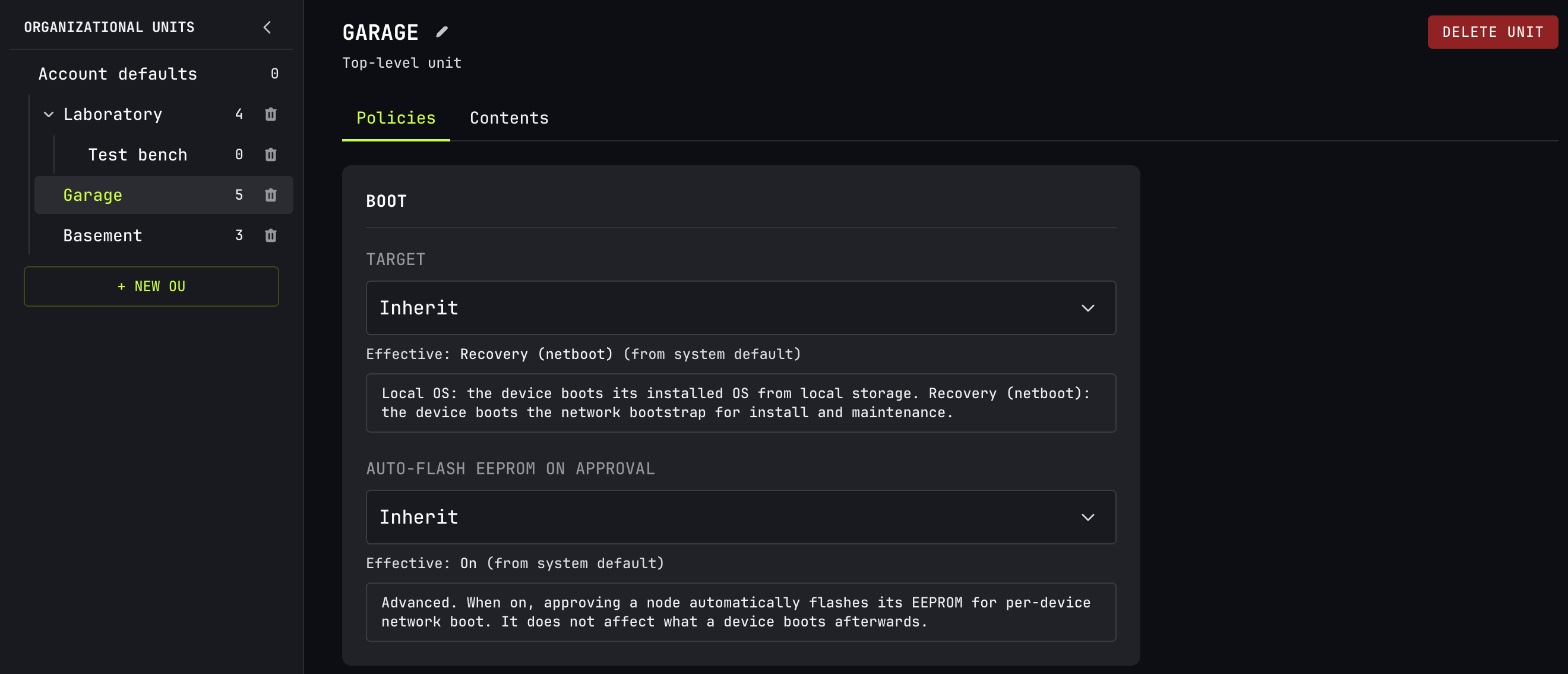 ORGANIZATIONAL UNITS
Account defaults 0
Laboratory 4
Test bench 0
Garage 5
Basement 3
+ NEW OU
GARAGE
Top-level unit
DELETE UNIT
Policies Contents
BOOT
TARGET
Inherit
Effective: Recovery (netboot) (from system default)
Local OS: the device boots its installed OS from local storage. Recovery (netboot):
the device boots the network bootstrap for install and maintenance.
AUTO-FLASH EEPROM ON APPROVAL
Inherit
Effective: On (from system default)
Advanced. When on, approving a node automatically flashes its EEPROM for per-device
network boot. It does not affect what a device boots afterwards.